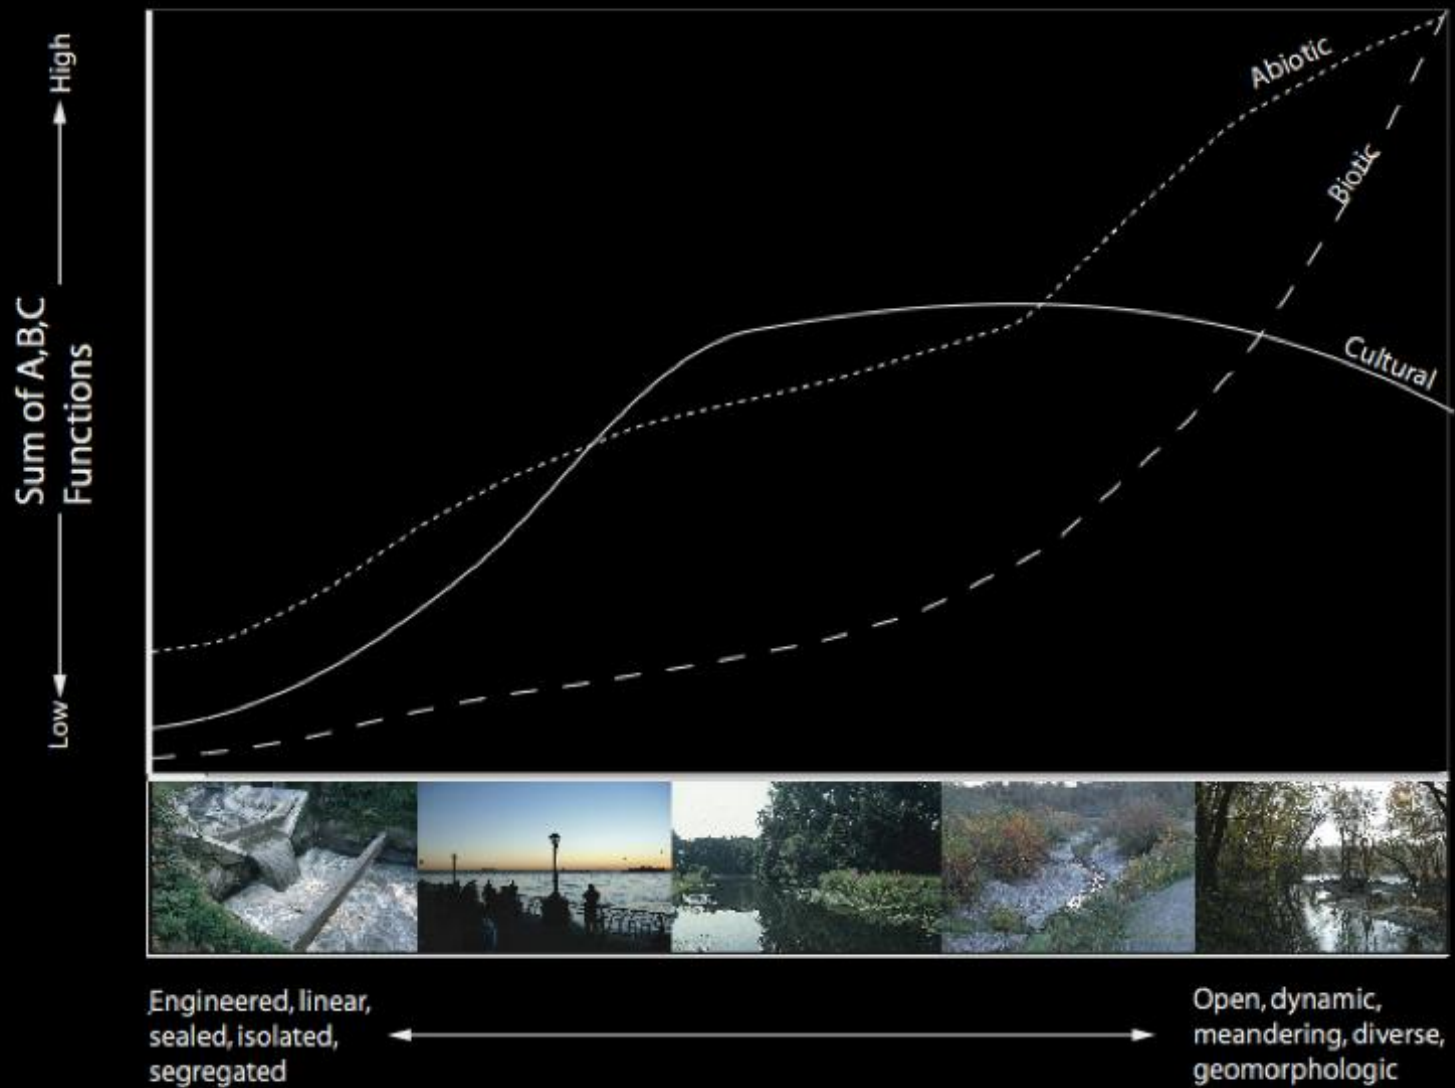 High
Sum of A,B,C
Functions
Low
Abiotic
Biotic
Cultural
Engineered, linear,
sealed, isolated,
segregated
Open, dynamic,
meandering, diverse,
geomorphologic